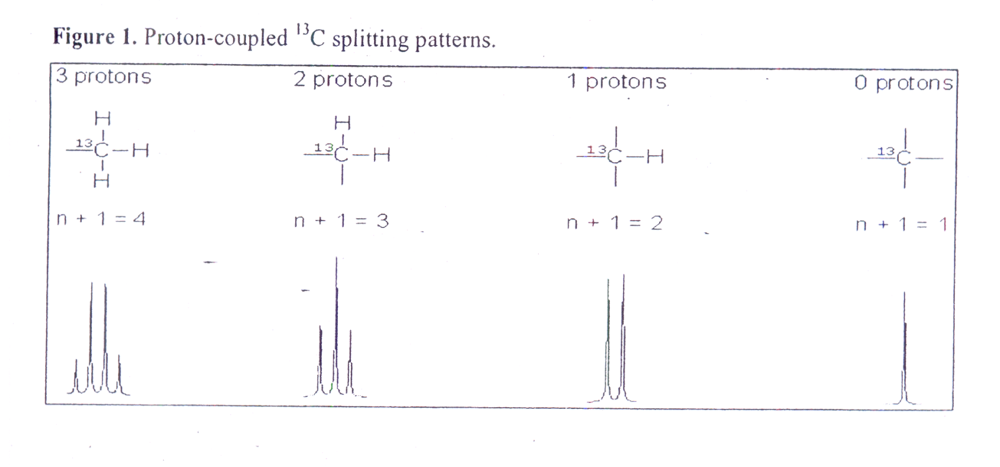 Figure 1. Proton-coupled ¹³C splitting patterns.
3 protons 2 protons 1 protons 0 protons
H H
¹³C—H ¹³C—H ¹³C—H ¹³C—
H
n + 1 = 4 n + 1 = 3 n + 1 = 2 n + 1 = 1